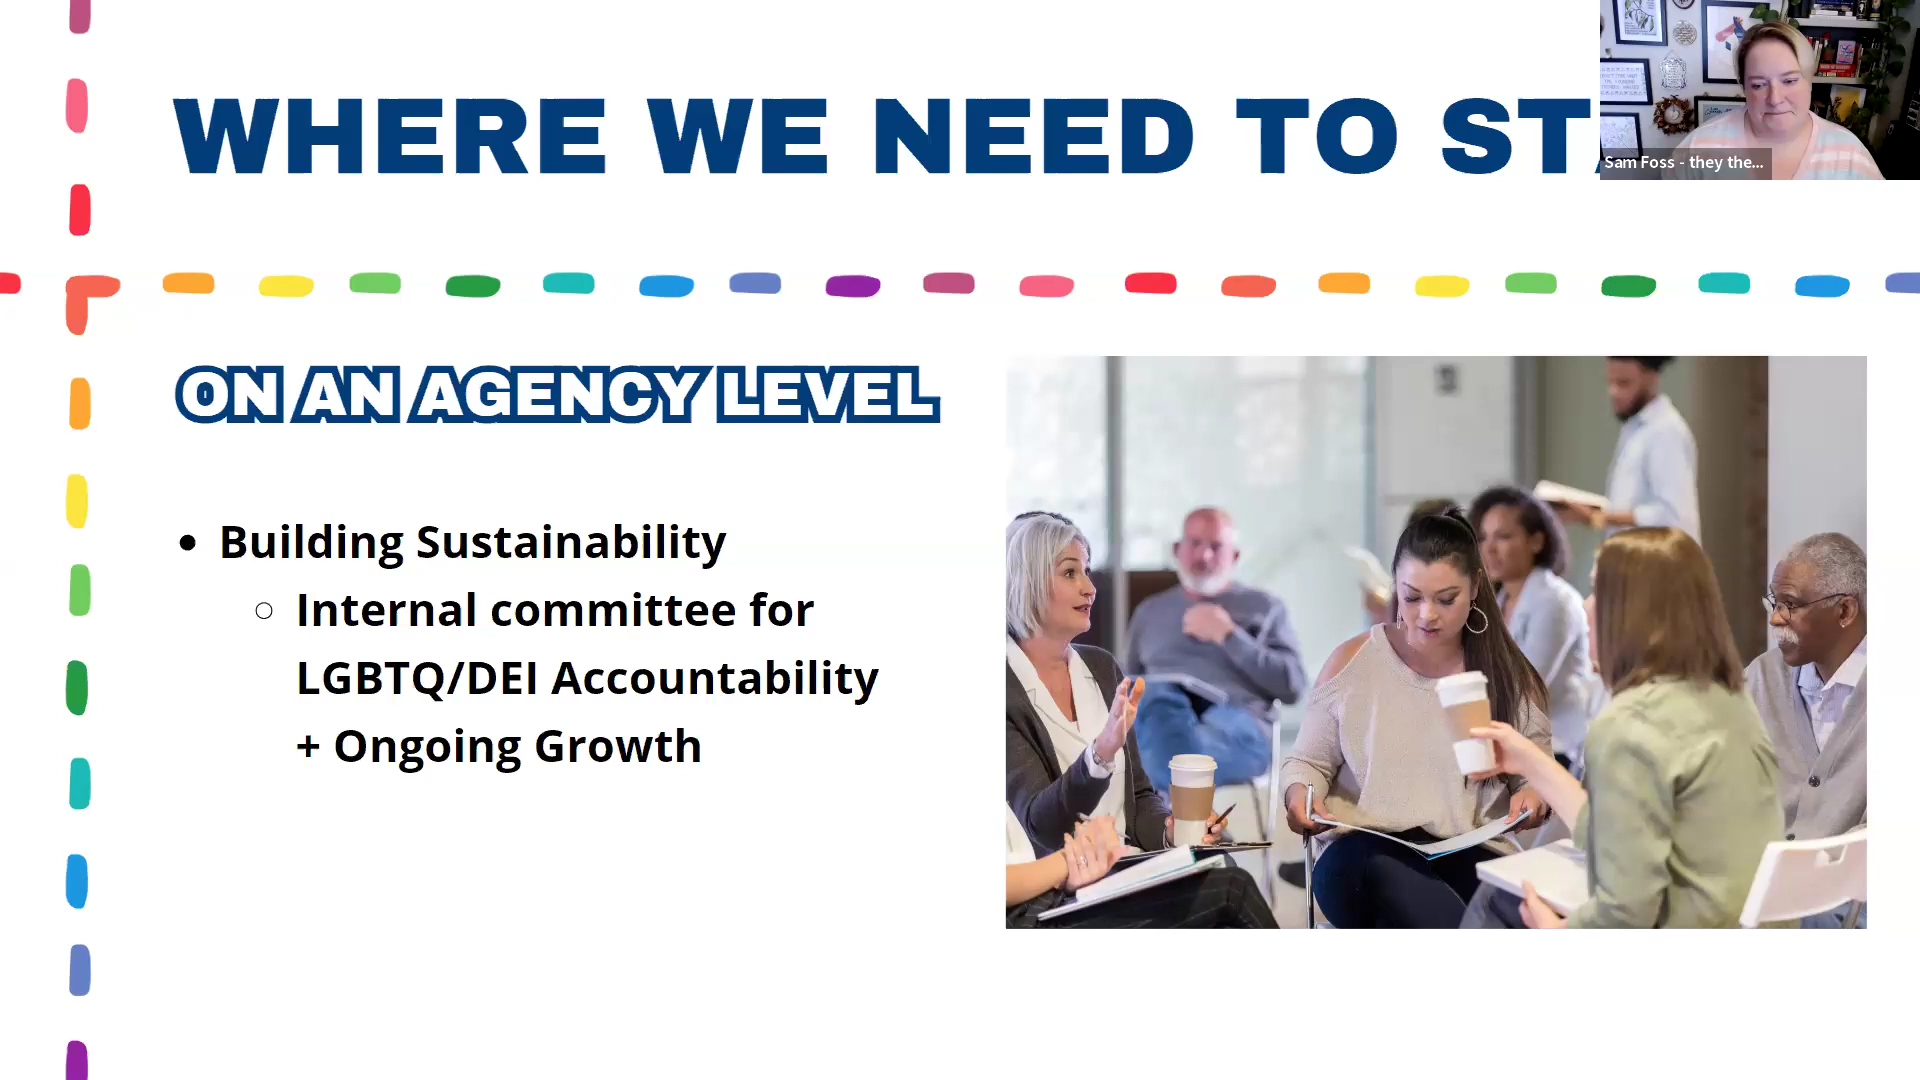 WHERE WE NEED TO ST
Sam Foss - they the...
ON AN AGENCY LEVEL
• Building Sustainability
○ Internal committee for
LGBTQ/DEI Accountability
+ Ongoing Growth